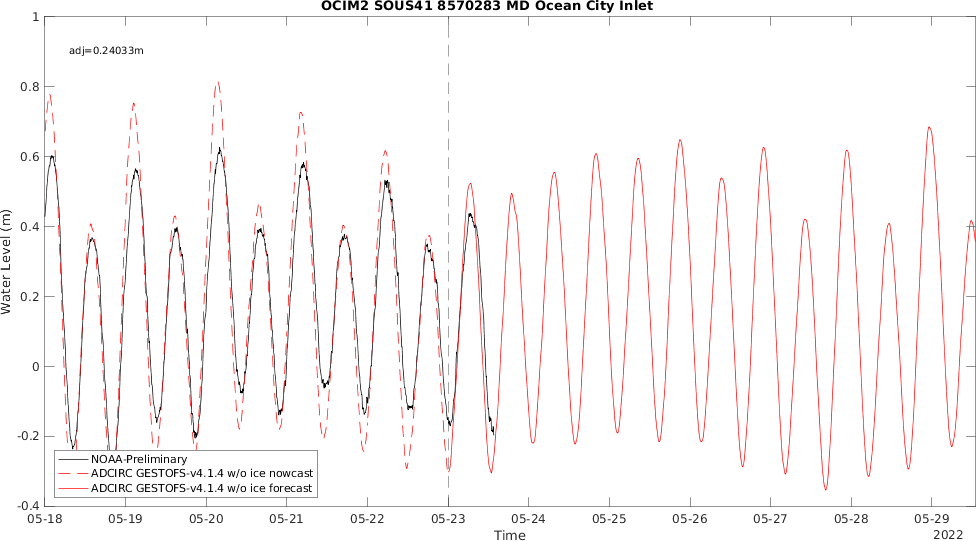 OCIM2 SOUS41 8570283 MD Ocean City Inlet
1
adj=0.24033m
0.8
0.6
0.4
0.2
0
-0.2
-0.4
Water Level (m)
NOAA-Preliminary
ADCIRC GESTOFS-v4.1.4 w/o ice nowcast
ADCIRC GESTOFS-v4.1.4 w/o ice forecast
05-18 05-19 05-20 05-21 05-22 05-23 05-24 05-25 05-26 05-27 05-28 05-29
Time
2022